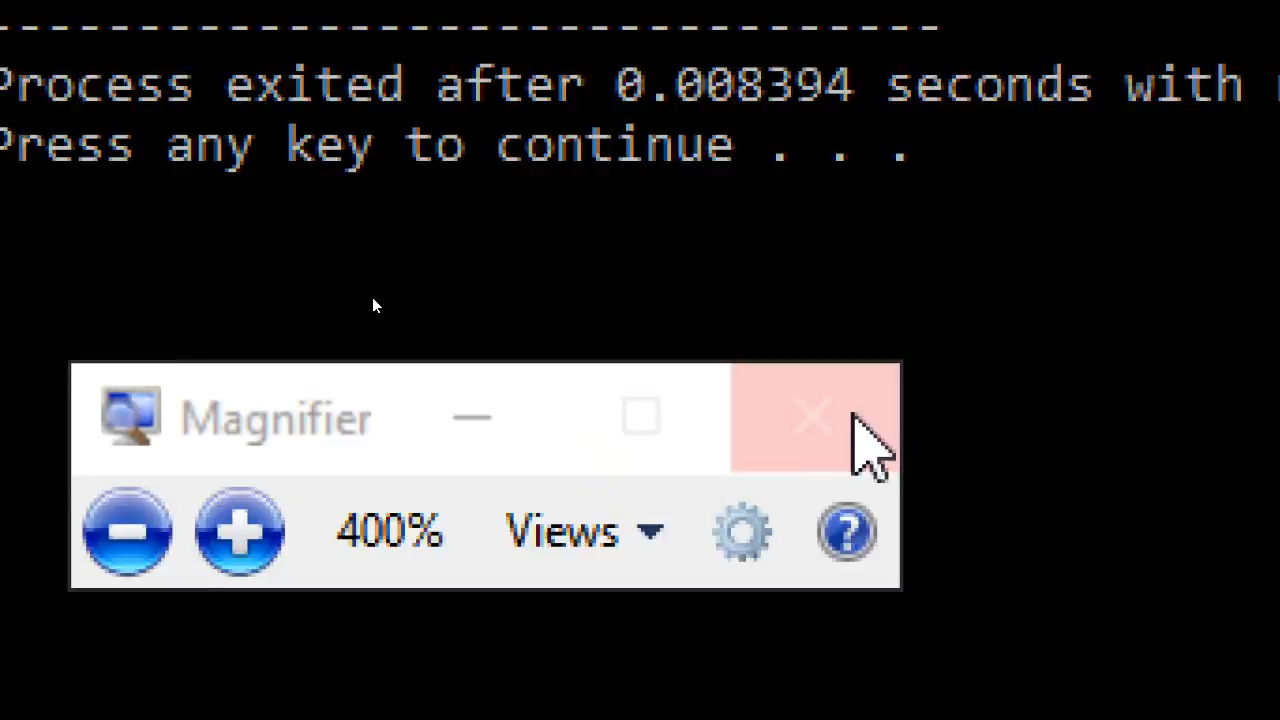 --------------------------------
Process exited after 0.008394 seconds with
Press any key to continue . . .
Magnifier
400% Views